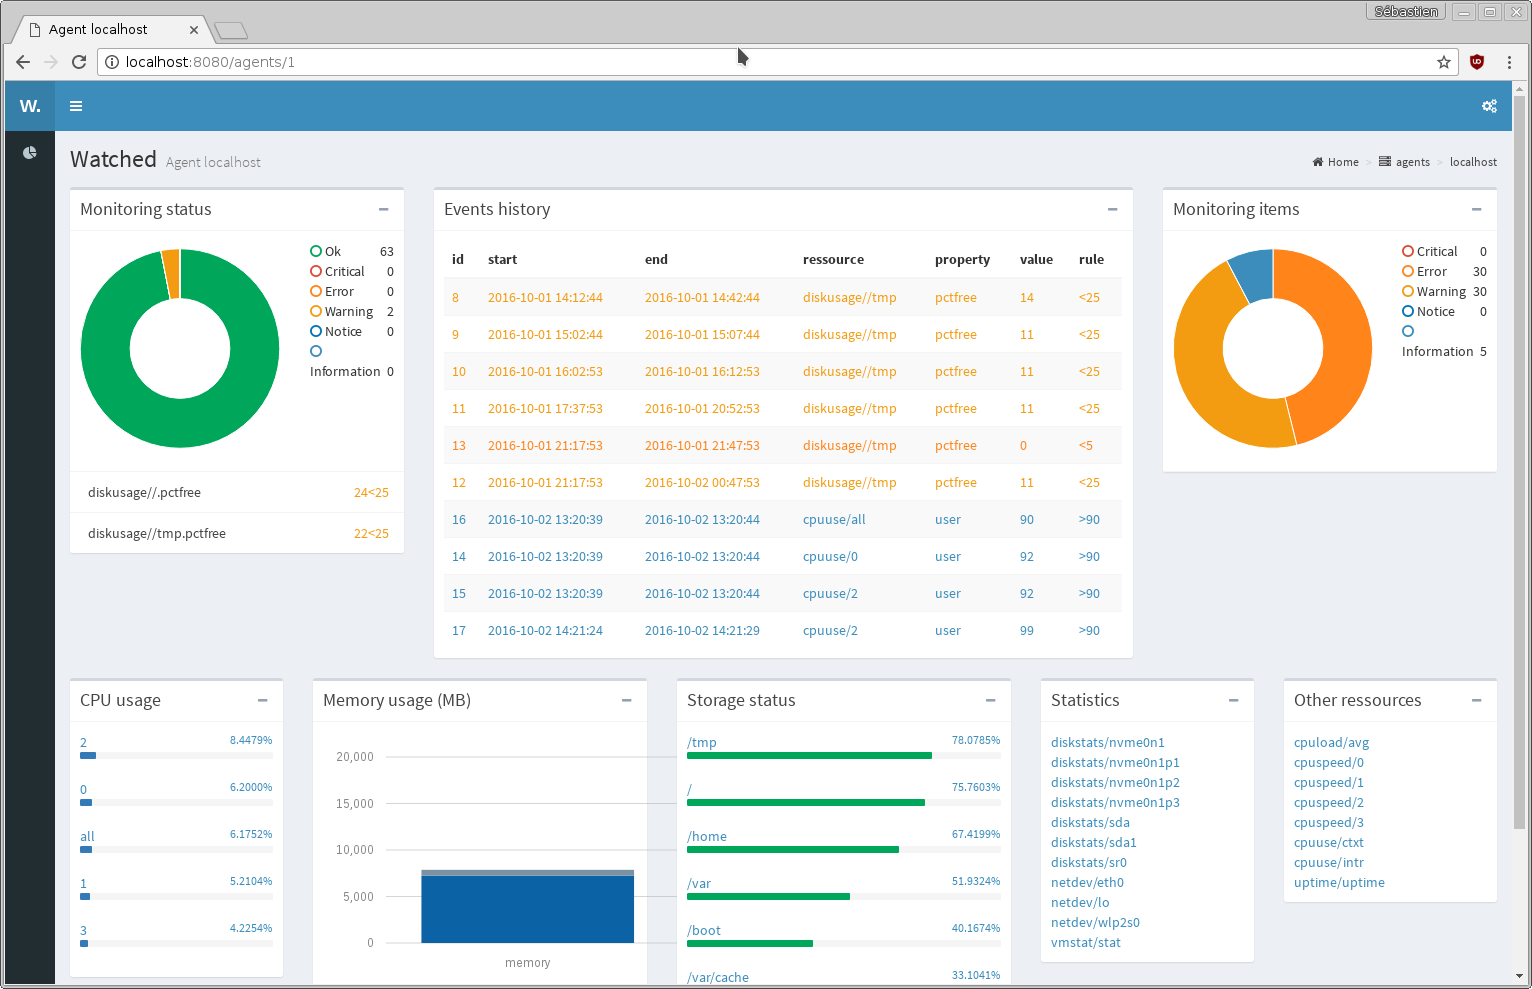 Sébastien
Agent localhost
localhost:8080/agents/1
W.
Watched Agent localhost
Home > agents > localhost
Monitoring status
Ok 63
Critical 0
Error 0
Warning 2
Notice 0
Information 0
diskusage//.pctfree 24<25
diskusage//tmp.pctfree 22<25
Events history
id start end ressource property value rule
8 2016-10-01 14:12:44 2016-10-01 14:42:44 diskusage//tmp pctfree 14 <25
9 2016-10-01 15:02:44 2016-10-01 15:07:44 diskusage//tmp pctfree 11 <25
10 2016-10-01 16:02:53 2016-10-01 16:12:53 diskusage//tmp pctfree 11 <25
11 2016-10-01 17:37:53 2016-10-01 20:52:53 diskusage//tmp pctfree 11 <25
13 2016-10-01 21:17:53 2016-10-01 21:47:53 diskusage//tmp pctfree 0 <5
12 2016-10-01 21:17:53 2016-10-02 00:47:53 diskusage//tmp pctfree 11 <25
16 2016-10-02 13:20:39 2016-10-02 13:20:44 cpuuse/all user 90 >90
14 2016-10-02 13:20:39 2016-10-02 13:20:44 cpuuse/0 user 92 >90
15 2016-10-02 13:20:39 2016-10-02 13:20:44 cpuuse/2 user 92 >90
17 2016-10-02 14:21:24 2016-10-02 14:21:29 cpuuse/2 user 99 >90
Monitoring items
Critical 0
Error 30
Warning 30
Notice 0
Information 5
CPU usage
2 8.4479%
0 6.2000%
all 6.1752%
1 5.2104%
3 4.2254%
Memory usage (MB)
20,000
15,000
10,000
5,000
0
memory
Storage status
/tmp 78.0785%
/ 75.7603%
/home 67.4199%
/var 51.9324%
/boot 40.1674%
/var/cache 33.1041%
Statistics
diskstats/nvme0n1
diskstats/nvme0n1p1
diskstats/nvme0n1p2
diskstats/nvme0n1p3
diskstats/sda
diskstats/sda1
diskstats/sr0
netdev/eth0
netdev/lo
netdev/wlp2s0
vmstat/stat
Other ressources
cpuload/avg
cpuspeed/0
cpuspeed/1
cpuspeed/2
cpuspeed/3
cpuuse/ctxt
cpuuse/intr
uptime/uptime